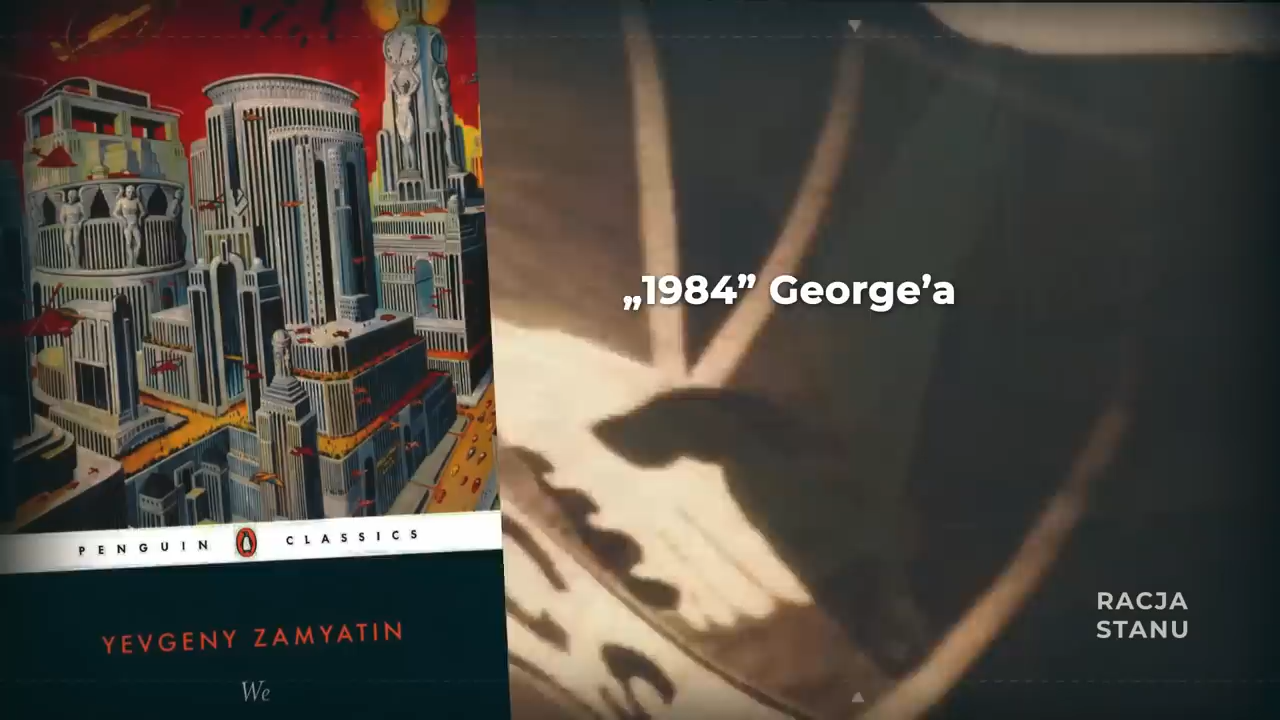 „1984” George’a
PENGUIN CLASSICS
YEVGENY ZAMYATIN
We
RACJA
STANU